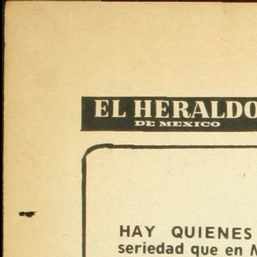 EL HERALDO
DE MEXICO
HAY QUIENES
seriedad que en